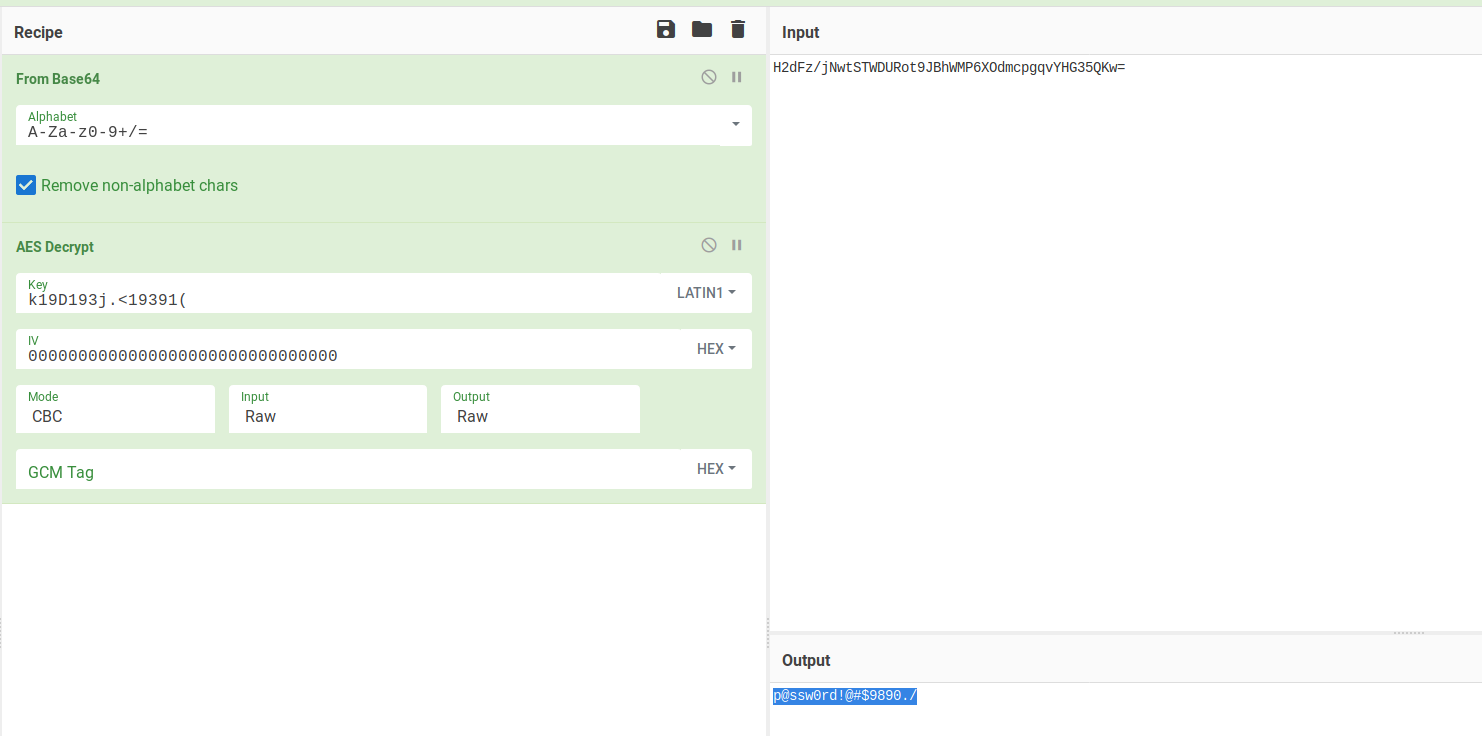 Recipe
From Base64
Alphabet
A-Za-z0-9+/=
Remove non-alphabet chars
AES Decrypt
Key
k19D193j.<19391(
LATIN1
IV
00000000000000000000000000000000
HEX
Mode
CBC
Input
Raw
Output
Raw
GCM Tag
HEX
Input
H2dFz/jNwtSTWDURot9JBhWMP6XOdmcpgqvYHG35QKw=
Output
p@ssw0rd!@#$9890./